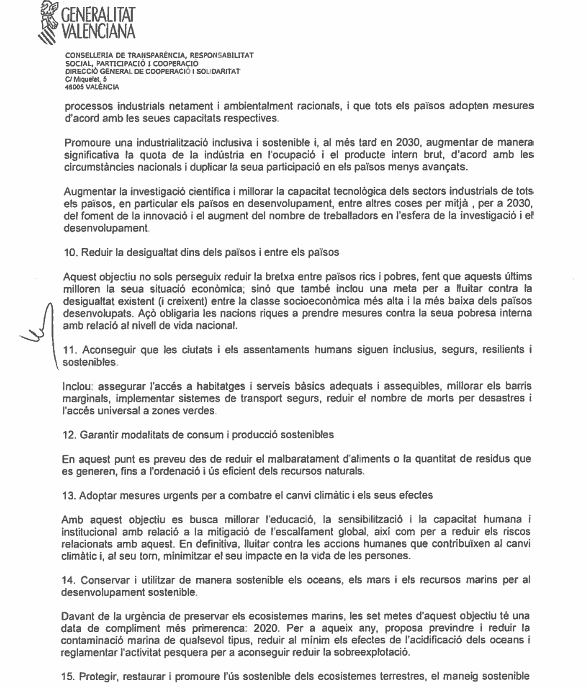 GENERALITAT
VALENCIANA
CONSELLERIA DE TRANSPARÈNCIA, RESPONSABILITAT
SOCIAL, PARTICIPACIÓ I COOPERACIÓ
DIRECCIÓ GENERAL DE COOPERACIÓ I SOLIDARITAT
C/ Miquelet, 5
46005 VALÈNCIA
processos industrials netament i ambientalment racionals, i que tots els països adopten mesures
d'acord amb les seues capacitats respectives.
Promoure una industrialització inclusiva i sostenible i, al més tard en 2030, augmentar de manera
significativa la quota de la indústria en l'ocupació i el producte intern brut, d'acord amb les
circumstàncies nacionals i duplicar la seua participació en els països menys avançats.
Augmentar la investigació científica i millorar la capacitat tecnològica dels sectors industrials de tots
els països, en particular els països en desenvolupament, entre altres coses per mitjà , per a 2030,
del foment de la innovació i el augment del nombre de treballadors en l'esfera de la investigació i el
desenvolupament.
10. Reduir la desigualtat dins dels països i entre els països
Aquest objectiu no sols perseguix reduir la bretxa entre països rics i pobres, fent que aquests últims
milloren la seua situació econòmica; sinó que també inclou una meta per a lluitar contra la
desigualtat existent (i creixent) entre la classe socioeconòmica més alta i la més baixa dels països
desenvolupats. Açò obligaria les nacions riques a prendre mesures contra la seua pobresa interna
amb relació al nivell de vida nacional.
11. Aconseguir que les ciutats i els assentaments humans siguen inclusius, segurs, resilients i
sostenibles.
Inclou: assegurar l'accés a habitatges i serveis bàsics adequats i assequibles, millorar els barris
marginals, implementar sistemes de transport segurs, reduir el nombre de morts per desastres i
l'accés universal a zones verdes.
12. Garantir modalitats de consum i producció sostenibles
En aquest punt es preveu des de reduir el malbaratament d'aliments o la quantitat de residus que
es generen, fins a l'ordenació i ús eficient dels recursos naturals.
13. Adoptar mesures urgents per a combatre el canvi climàtic i els seus efectes
Amb aquest objectiu es busca millorar l'educació, la sensibilització i la capacitat humana i
institucional amb relació a la mitigació de l'escalfament global, així com per a reduir els riscos
relacionats amb aquest. En definitiva, lluitar contra les accions humanes que contribuïxen al canvi
climàtic i, al seu torn, minimitzar el seu impacte en la vida de les persones.
14. Conservar i utilitzar de manera sostenible els oceans, els mars i els recursos marins per al
desenvolupament sostenible.
Davant de la urgència de preservar els ecosistemes marins, les set metes d'aquest objectiu té una
data de compliment més primerenca: 2020. Per a aqueix any, proposa previndre i reduir la
contaminació marina de qualsevol tipus, reduir al mínim els efectes de l'acidificació dels oceans i
reglamentar l'activitat pesquera per a aconseguir reduir la sobreexplotació.
15. Protegir, restaurar i promoure l'ús sostenible dels ecosistemes terrestres, el maneig sostenible